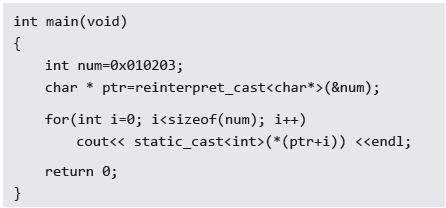 int main(void)
{
    int num=0x010203;
    char * ptr=reinterpret_cast<char*>(&num);
    for(int i=0; i<sizeof(num); i++)
        cout<< static_cast<int>(*(ptr+i)) <<endl;
    return 0;
}